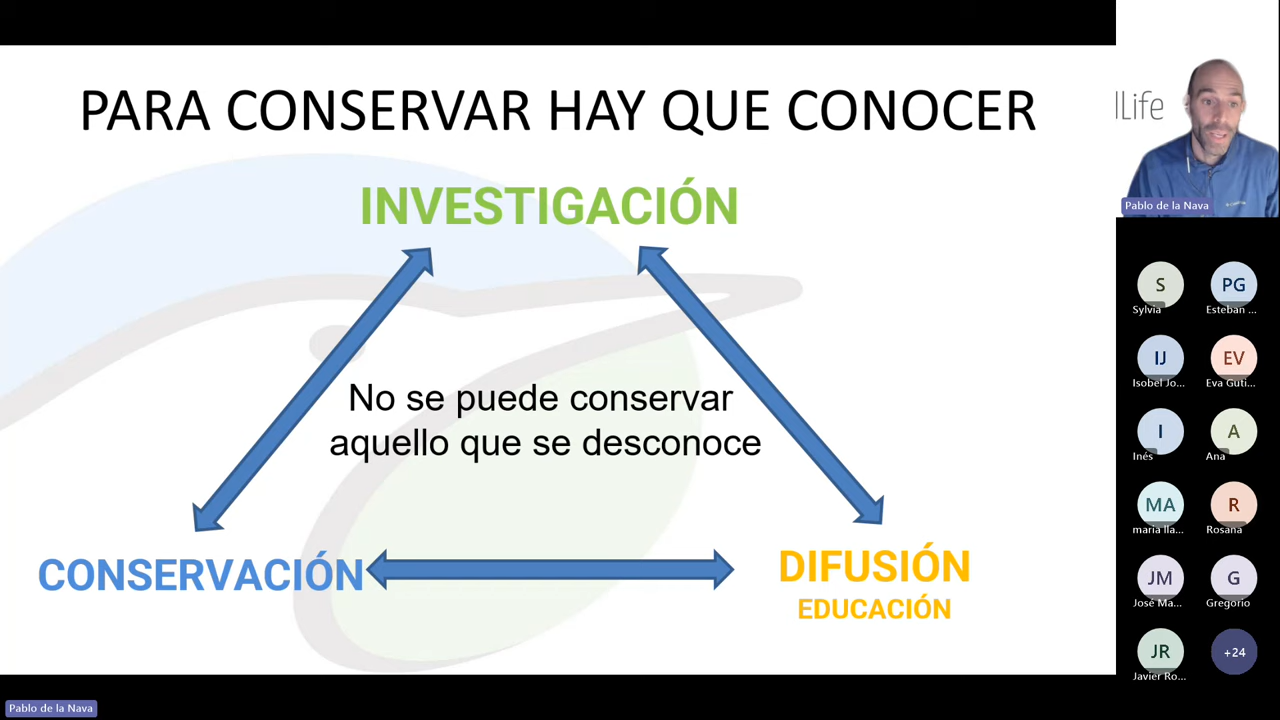 PARA CONSERVAR HAY QUE CONOCER
INVESTIGACIÓN
No se puede conservar
aquello que se desconoce
CONSERVACIÓN
DIFUSIÓN
EDUCACIÓN
lLife
Pablo de la Nava
S
Sylvia
PG
Esteban ...
IJ
Isobel Jo...
EV
Eva Guti...
I
Inés
A
Ana
MA
maria lla...
R
Rosana
JM
José Ma...
G
Gregorio
JR
Javier Ro...
+24
Pablo de la Nava